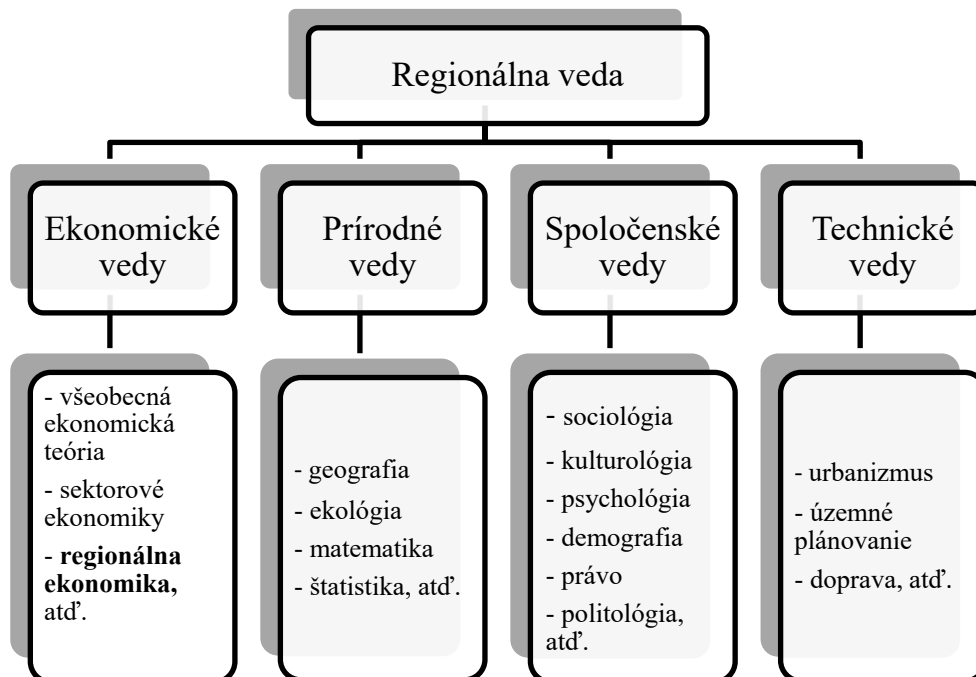 Regionálna veda
Ekonomické
vedy
Prírodné
vedy
Spoločenské
vedy
Technické
vedy
- všeobecná
ekonomická
teória
- sektorové
ekonomiky
- regionálna
ekonomika,
atď.
- geografia
- ekológia
- matematika
- štatistika, atď.
- sociológia
- kulturológia
- psychológia
- demografia
- právo
- politológia,
atď.
- urbanizmus
- územné
plánovanie
- doprava, atď.